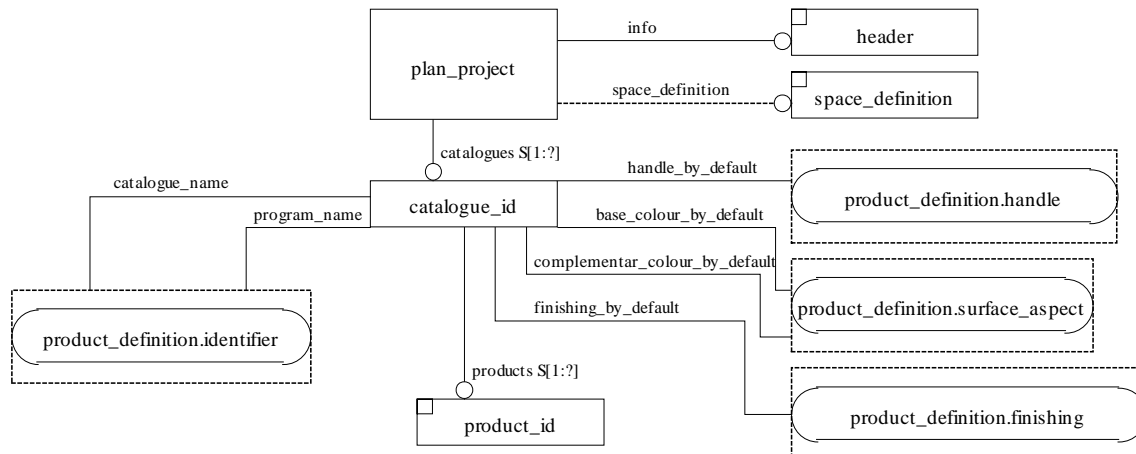 info
header
plan_project
space_definition
space_definition
catalogues S[1:?]
handle_by_default
catalogue_name
product_definition.handle
catalogue_id
program_name
base_colour_by_default
complementar_colour_by_default
finishing_by_default
product_definition.surface_aspect
product_definition.identifier
products S[1:?]
product_id
product_definition.finishing